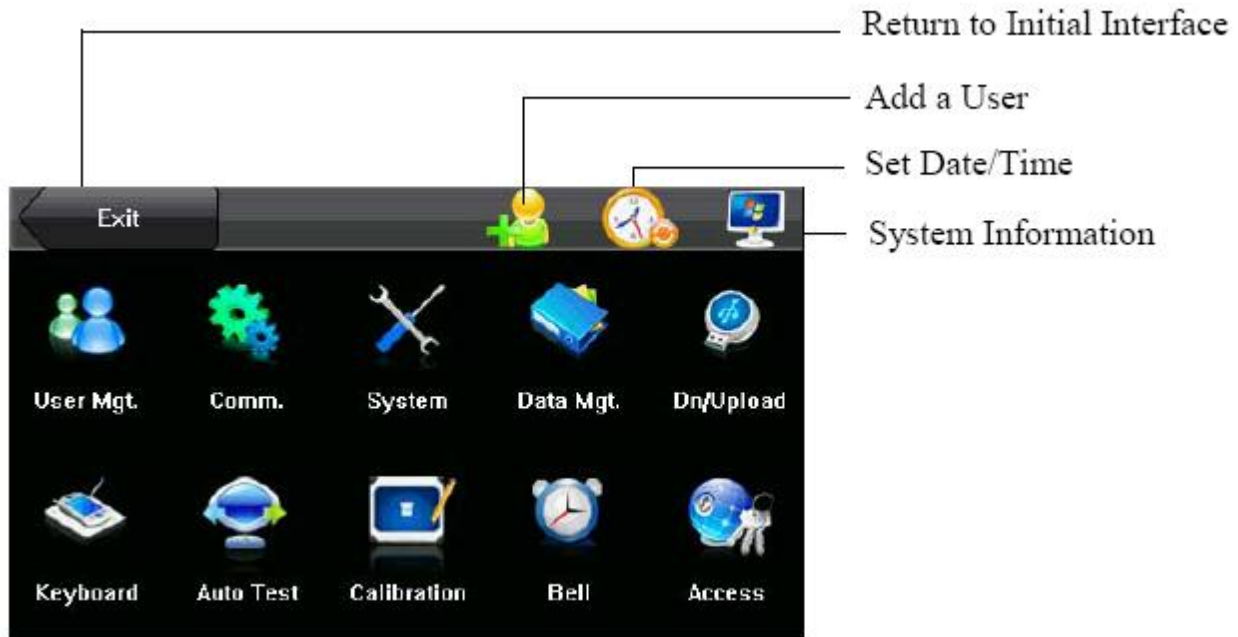 Return to Initial Interface
Add a User
Set Date/Time
System Information
Exit
User Mgt. Comm. System Data Mgt. Dn/Upload
Keyboard Auto Test Calibration Bell Access